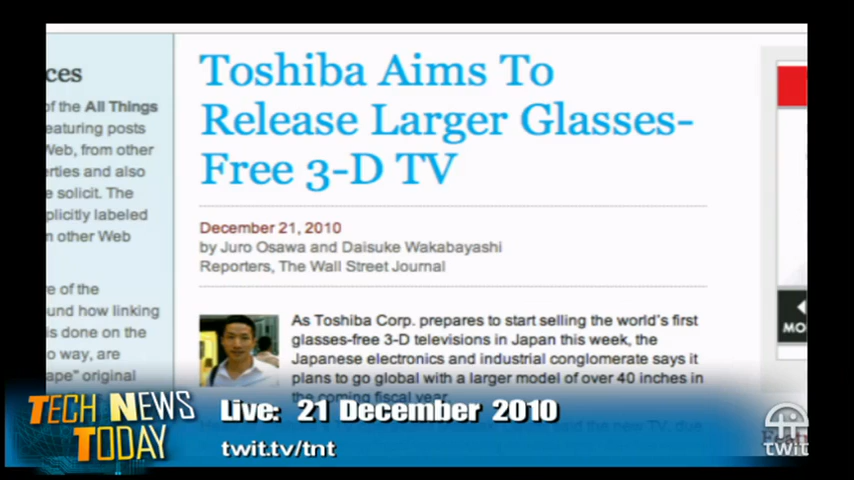 ces
of the All Things
eaturing posts
Web, from other
erties and also
e solicit. The
plicitly labeled
n other Web
e of the
und how linking
is done on the
o way, are
ape" original
Toshiba Aims To
Release Larger Glasses-
Free 3-D TV
December 21, 2010
by Juro Osawa and Daisuke Wakabayashi
Reporters, The Wall Street Journal
As Toshiba Corp. prepares to start selling the world's first
glasses-free 3-D televisions in Japan this week, the
Japanese electronics and industrial conglomerate says it
plans to go global with a larger model of over 40 inches in
the coming fiscal year.
MO
TECH NEWS
TODAY
Live: 21 December 2010
twit.tv/tnt
TWiT